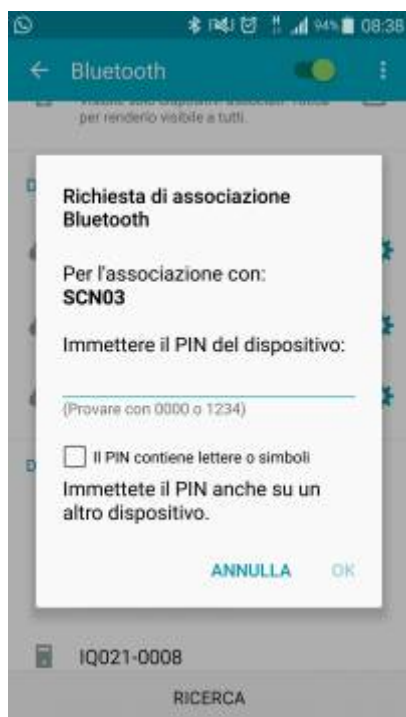 94% 08:38
Bluetooth
per renderlo visibile a tutti.
D
Richiesta di associazione
Bluetooth
Per l'associazione con:
SCN03
Immettere il PIN del dispositivo:
(Provare con 0000 o 1234)
Il PIN contiene lettere o simboli
D
Immettete il PIN anche su un
altro dispositivo.
ANNULLA OK
IQ021-0008
RICERCA